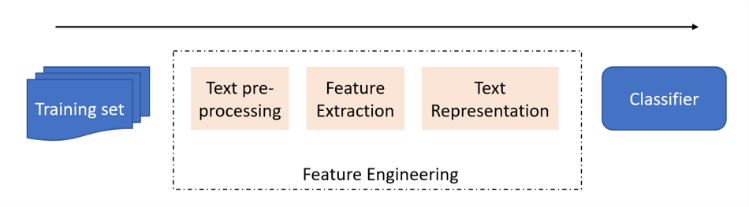 Training set
Text pre-
processing
Feature
Extraction
Text
Representation
Classifier
Feature Engineering